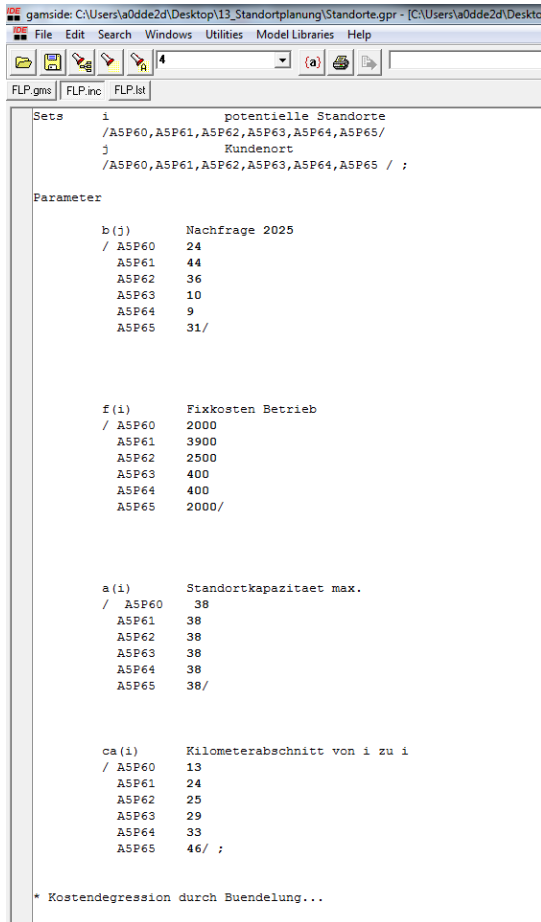 gamside: C:\Users\a0dde2d\Desktop\13_Standortplanung\Standorte.gpr - [C:\Users\a0dde2d\Deskto
File Edit Search Windows Utilities Model Libraries Help
4 {a}
FLP.gms FLP.inc FLP.lst
Sets i potentielle Standorte
/A5P60,A5P61,A5P62,A5P63,A5P64,A5P65/
j Kundenort
/A5P60,A5P61,A5P62,A5P63,A5P64,A5P65 / ;
Parameter
b(j) Nachfrage 2025
/ A5P60 24
A5P61 44
A5P62 36
A5P63 10
A5P64 9
A5P65 31/
f(i) Fixkosten Betrieb
/ A5P60 2000
A5P61 3900
A5P62 2500
A5P63 400
A5P64 400
A5P65 2000/
a(i) Standortkapazitaet max.
/ A5P60 38
A5P61 38
A5P62 38
A5P63 38
A5P64 38
A5P65 38/
ca(i) Kilometerabschnitt von i zu i
/ A5P60 13
A5P61 24
A5P62 25
A5P63 29
A5P64 33
A5P65 46/ ;
* Kostendegression durch Buendelung...